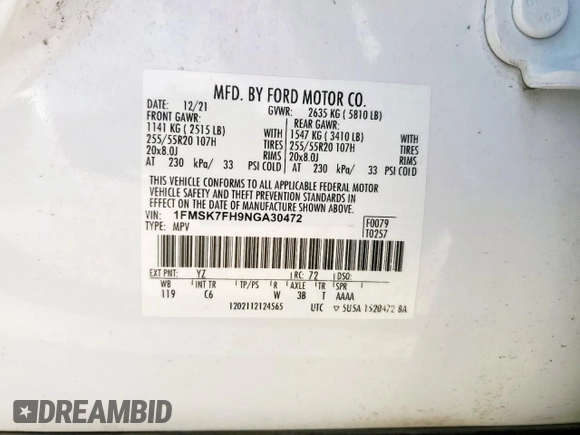 MFD. BY FORD MOTOR CO.
DATE: 12/21 GVWR: 2635 KG ( 5810 LB)
FRONT GAWR: REAR GAWR:
1141 KG ( 2515 LB) WITH 1547 KG ( 3410 LB) WITH
255/55R20 107H TIRES 255/55R20 107H TIRES
20x8.0J RIMS 20x8.0J RIMS
AT 230 kPa/ 33 PSI COLD AT 230 kPa/ 33 PSI COLD
THIS VEHICLE CONFORMS TO ALL APPLICABLE FEDERAL MOTOR
VEHICLE SAFETY AND THEFT PREVENTION STANDARDS IN
EFFECT ON THE DATE OF MANUFACTURE SHOWN ABOVE.
VIN: 1FMSK7FH9NGA30472 F0079
TYPE: MPV T0257
EXT PNT: YZ RC: 72 DSO:
WB INT TR TP/PS R AXLE TR SPR
119 C6 W 3B T AAAA
1202112124565 UTC ▽ 5U5A 1520472 BA
DREAMBID